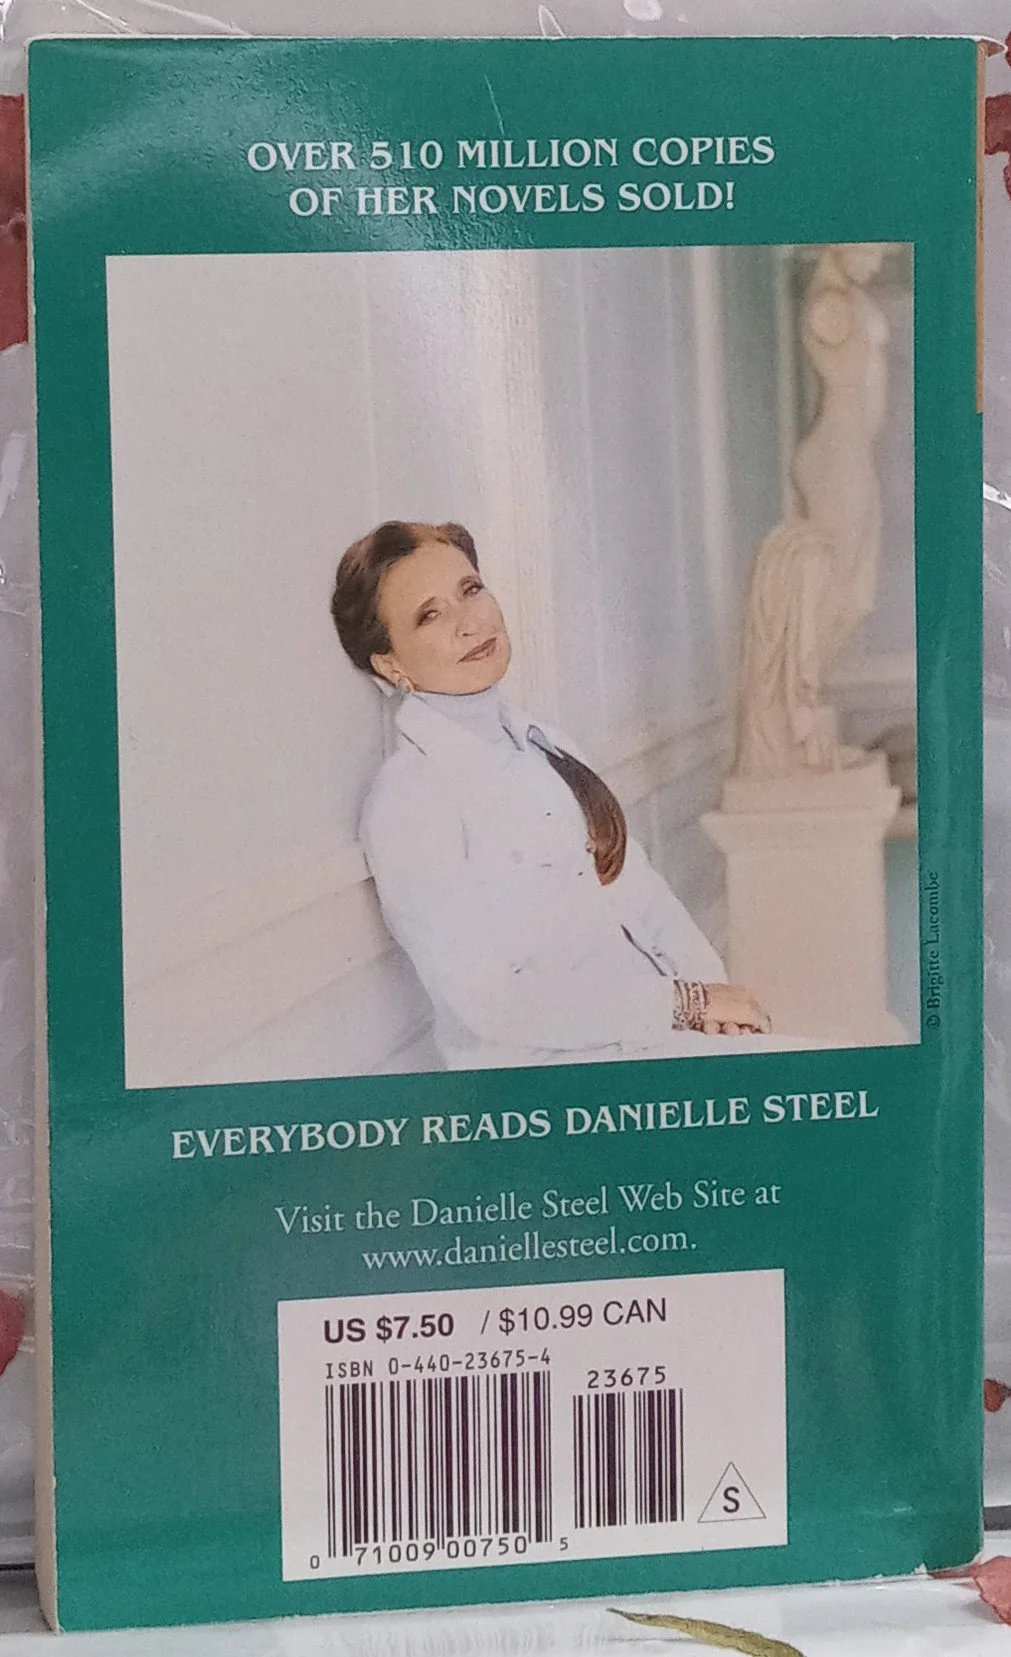 OVER 510 MILLION COPIES
OF HER NOVELS SOLD!
© Brigitte Lacombe
EVERYBODY READS DANIELLE STEEL
Visit the Danielle Steel Web Site at
www.daniellesteel.com.
US $7.50 / $10.99 CAN
ISBN 0-440-23675-4
23675
S
0 71009 00750 5